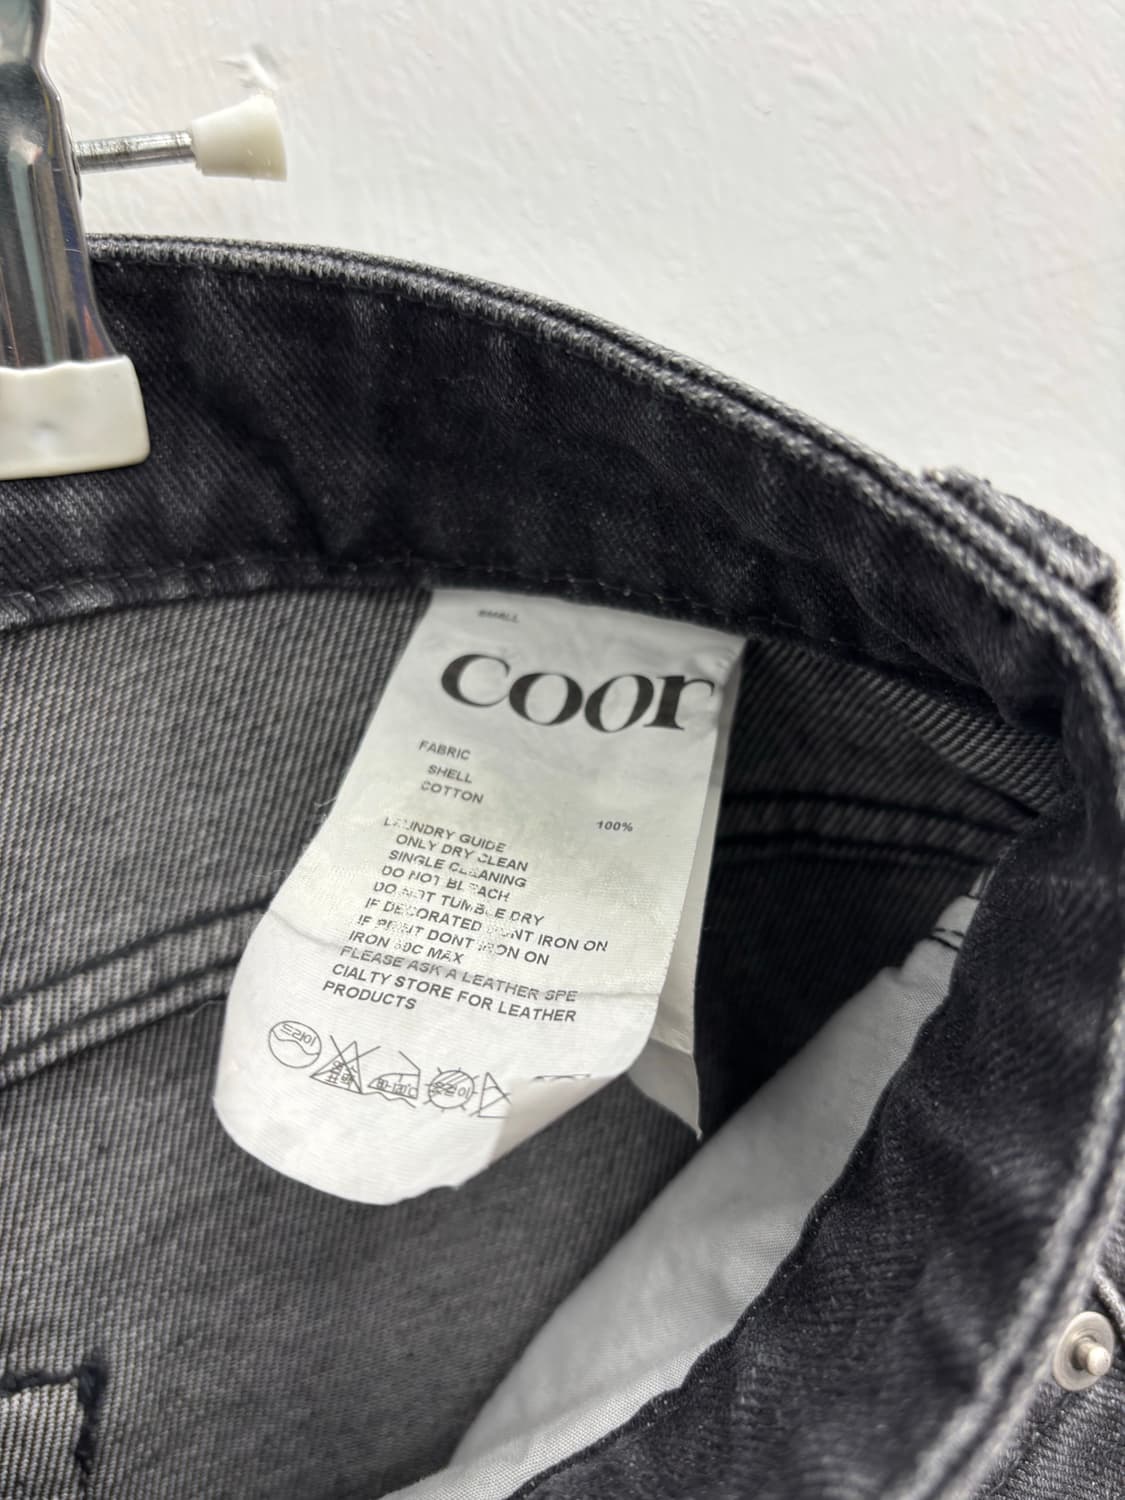 SMALL
coor
FABRIC
SHELL
COTTON
100%
LAUNDRY GUIDE
ONLY DRY CLEAN
SINGLE CLEANING
DO NOT BLEACH
DO NOT TUMBLE DRY
IF DECORATED DONT IRON ON
IF PRINT DONT IRON ON
IRON MAX
PLEASE ASK A LEATHER SPE
CIALTY STORE FOR LEATHER
PRODUCTS
드라이
80-120°C